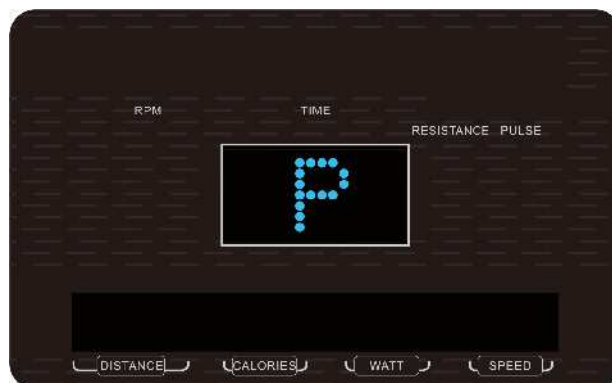 RPM TIME
RESISTANCE PULSE
P
DISTANCE CALORIES WATT SPEED